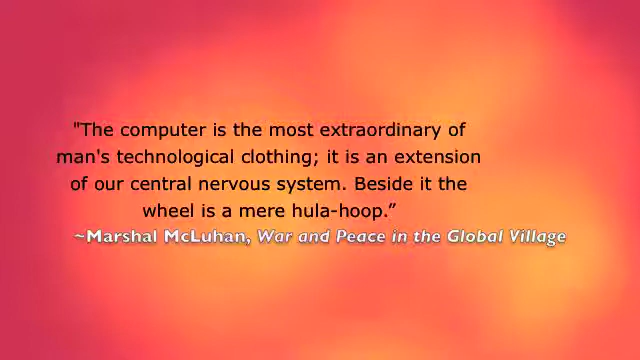 "The computer is the most extraordinary of
man's technological clothing; it is an extension
of our central nervous system. Beside it the
wheel is a mere hula-hoop.”
~Marshal McLuhan, War and Peace in the Global Village